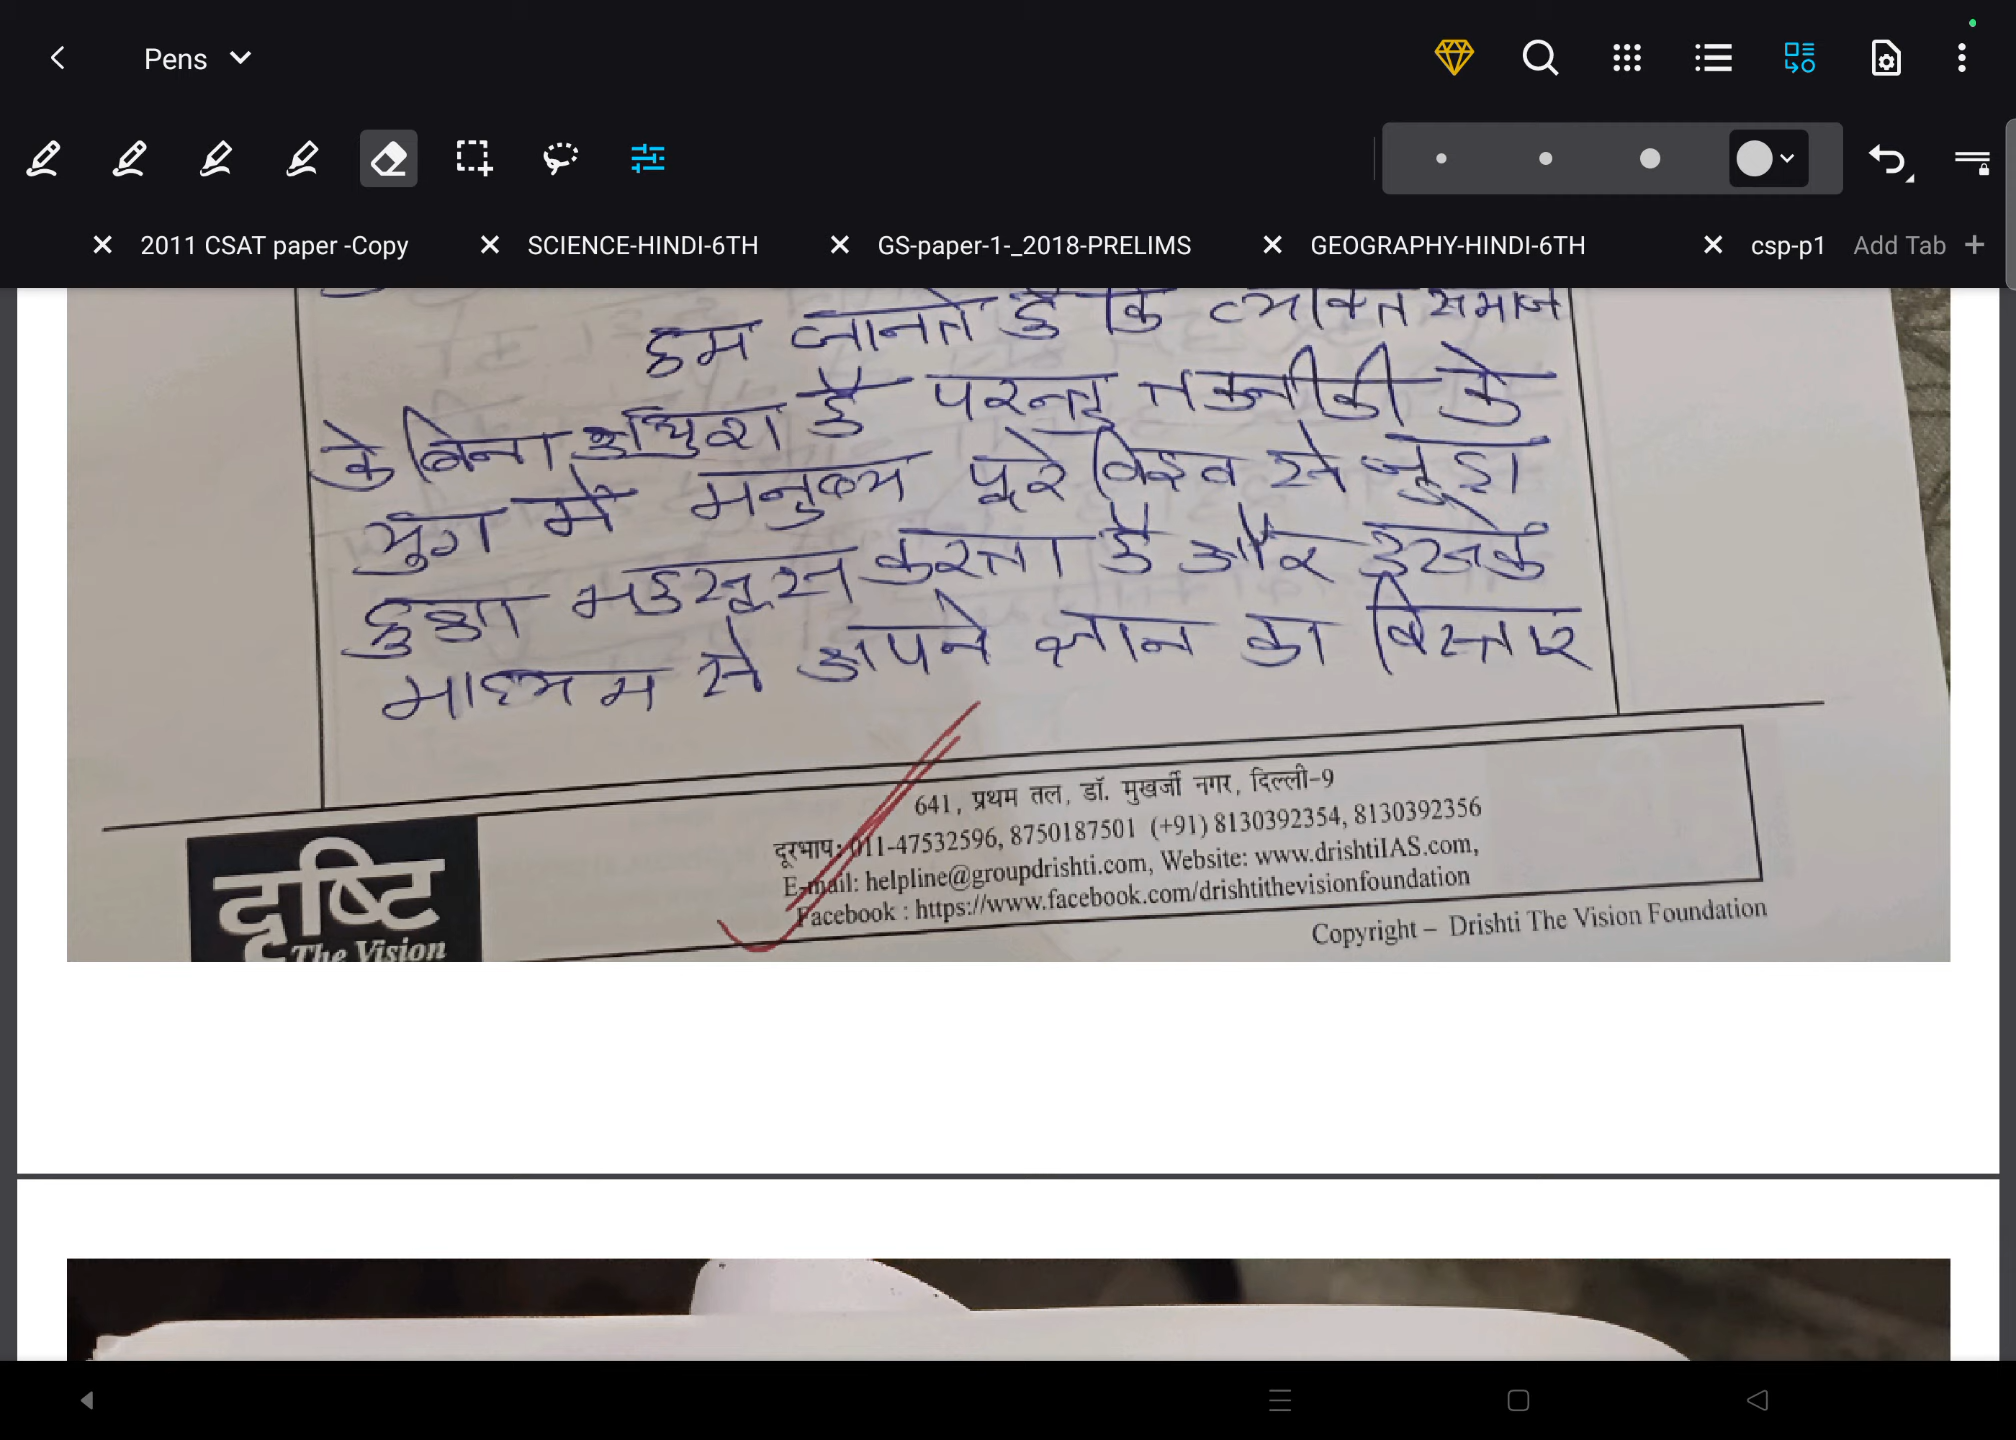 Pens
2011 CSAT paper -Copy
SCIENCE-HINDI-6TH
GS-paper-1-_2018-PRELIMS
GEOGRAPHY-HINDI-6TH
csp-p1
Add Tab
हम जानते हैं कि व्यक्ति समाज
के बिना अधुरा है परन्तु तकनीकी के
युग में मनुष्य पूरे विश्व से जुड़ा
हुआ महसूस करता है और इसके
माध्यम से अपने ज्ञान का विस्तार
641, प्रथम तल, डॉ. मुखर्जी नगर, दिल्ली-9
दूरभाष: 011-47532596, 8750187501 (+91) 8130392354, 8130392356
E-mail: helpline@groupdrishti.com, Website: www.drishtiIAS.com,
Facebook : https://www.facebook.com/drishtithevisionfoundation
दृष्टि
The Vision
Copyright – Drishti The Vision Foundation